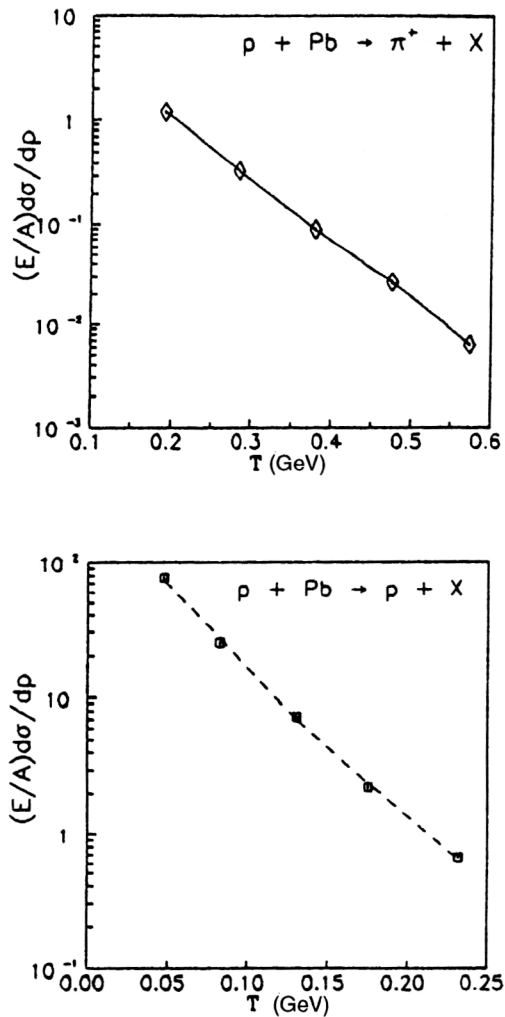 10
p + Pb → π⁺ + X
1
(E/A)dσ/dp
10⁻¹
10⁻²
10⁻³
0.1 0.2 0.3 0.4 0.5 0.6
T (GeV)
10²
p + Pb → p + X
10
(E/A)dσ/dp
1
10⁻¹
0.00 0.05 0.10 0.15 0.20 0.25
T (GeV)